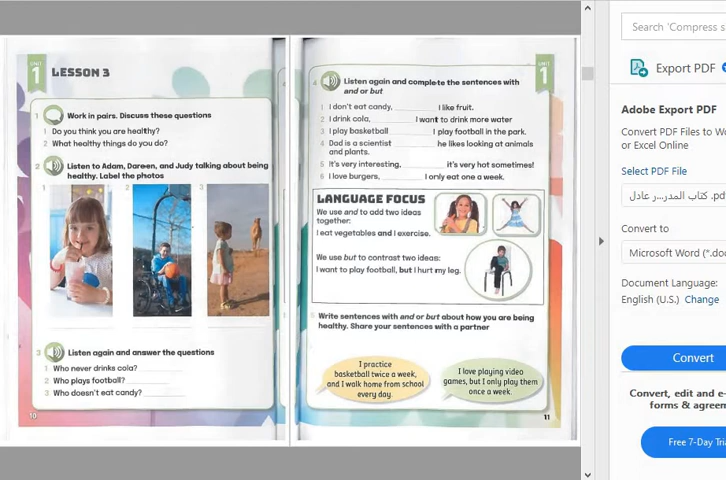 UNIT
1
LESSON 3
1 Work in pairs. Discuss these questions
1 Do you think you are healthy?
2 What healthy things do you do?
2 Listen to Adam, Dareen, and Judy talking about being
healthy. Label the photos
1
2
3
3 Listen again and answer the questions
1 Who never drinks cola?
2 Who plays football?
3 Who doesn't eat candy?
10
UNIT
1
4 Listen again and complete the sentences with
and or but
1 I don't eat candy, ______ I like fruit.
2 I drink cola, ______ I want to drink more water
3 I play basketball ______ I play football in the park.
4 Dad is a scientist ______ he likes looking at animals
and plants.
5 It's very interesting, ______ it's very hot sometimes!
6 I love burgers, ______ I only eat one a week.
LANGUAGE FOCUS
We use and to add two ideas
together:
I eat vegetables and I exercise.
We use but to contrast two ideas:
I want to play football, but I hurt my leg.
5 Write sentences with and or but about how you are being
healthy. Share your sentences with a partner
I practice
basketball twice a week,
and I walk home from school
every day.
I love playing video
games, but I only play them
once a week.
11
Search 'Compress s
Export PDF
Adobe Export PDF
Convert PDF Files to Wo
or Excel Online
Select PDF File
كتاب المدر...ر عادل .pdf
Convert to
Microsoft Word (*.doc
Document Language:
English (U.S.) Change
Convert
Convert, edit and e-
forms & agreem
Free 7-Day Tria